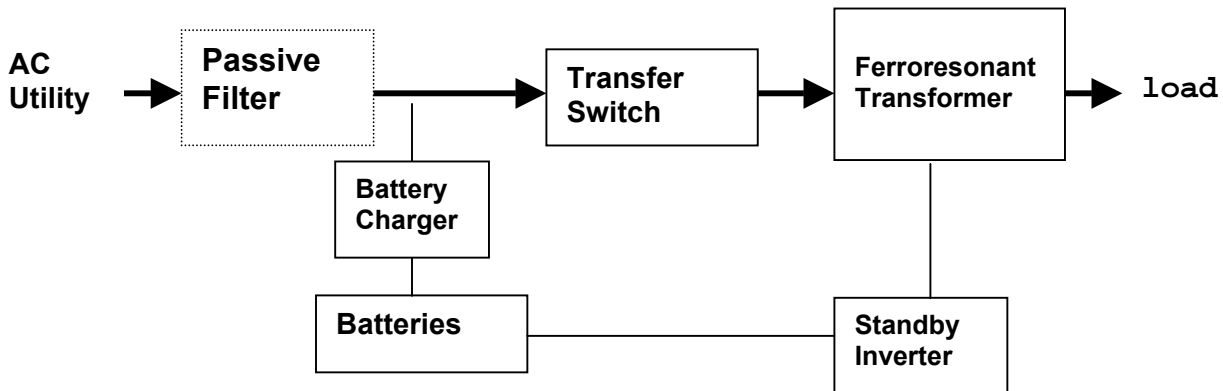 AC
Utility
Passive
Filter
Transfer
Switch
Ferroresonant
Transformer
load
Battery
Charger
Batteries
Standby
Inverter